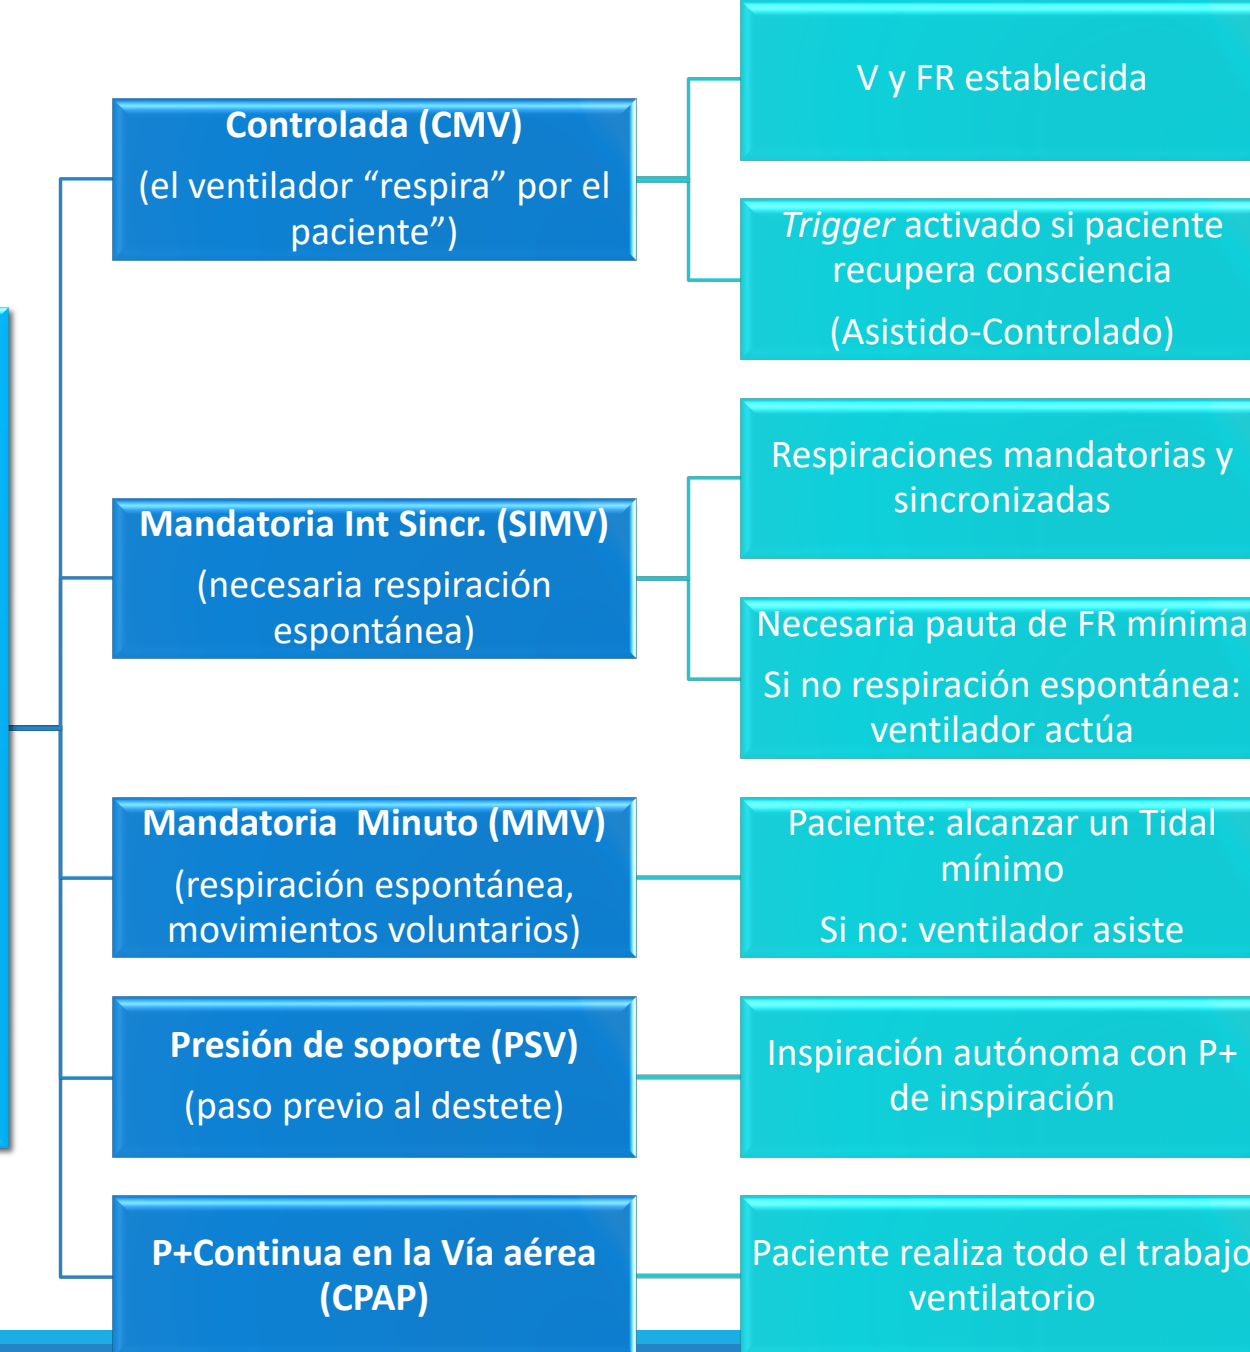 Controlada (CMV)
(el ventilador “respira” por el
paciente”)
V y FR establecida
Trigger activado si paciente
recupera consciencia
(Asistido-Controlado)
Mandatoria Int Sincr. (SIMV)
(necesaria respiración
espontánea)
Respiraciones mandatorias y
sincronizadas
Necesaria pauta de FR mínima
Si no respiración espontánea:
ventilador actúa
Mandatoria  Minuto (MMV)
(respiración espontánea,
movimientos voluntarios)
Paciente: alcanzar un Tidal
mínimo
Si no: ventilador asiste
Presión de soporte (PSV)
(paso previo al destete)
Inspiración autónoma con P+
de inspiración
P+Continua en la Vía aérea
(CPAP)
Paciente realiza todo el trabajo
ventilatorio